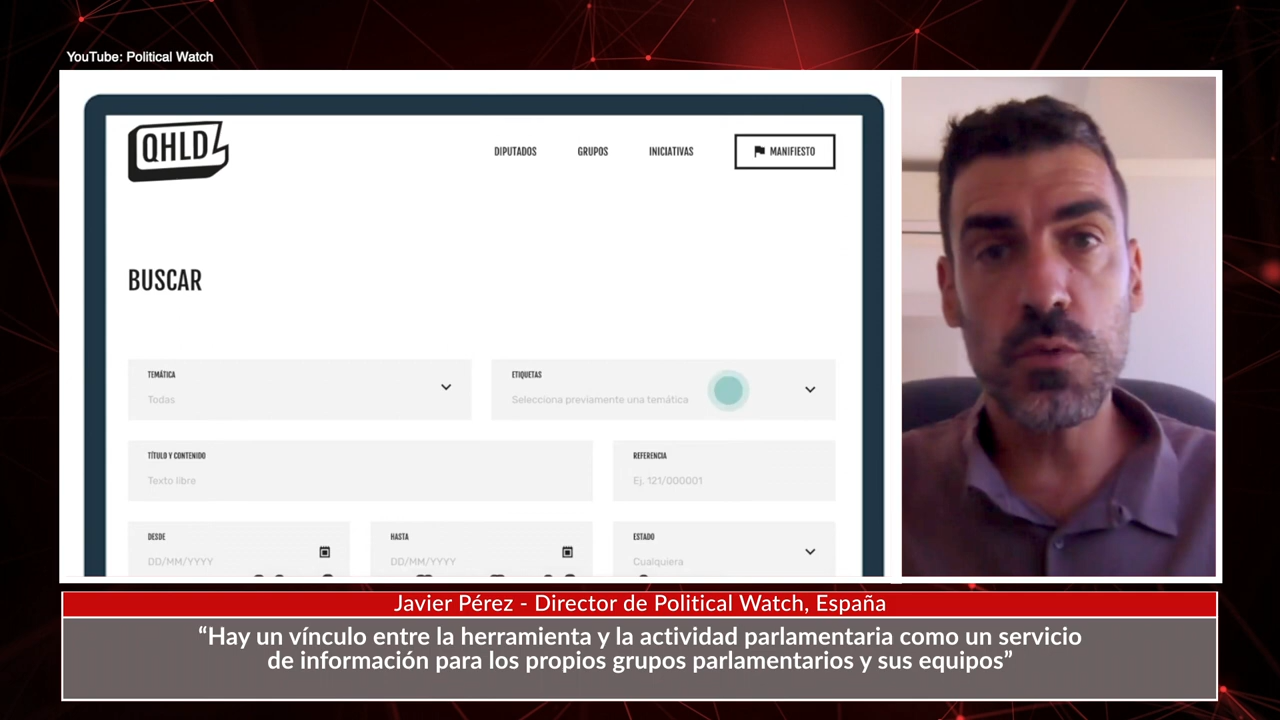 YouTube: Political Watch
QHLD
DIPUTADOS GRUPOS INICIATIVAS MANIFIESTO
BUSCAR
TEMÁTICA
Todas
ETIQUETAS
Selecciona previamente una temática
TÍTULO Y CONTENIDO
Texto libre
REFERENCIA
Ej. 121/000001
DESDE
DD/MM/YYYY
HASTA
DD/MM/YYYY
ESTADO
Cualquiera
Javier Pérez - Director de Political Watch, España
“Hay un vínculo entre la herramienta y la actividad parlamentaria como un servicio
de información para los propios grupos parlamentarios y sus equipos”